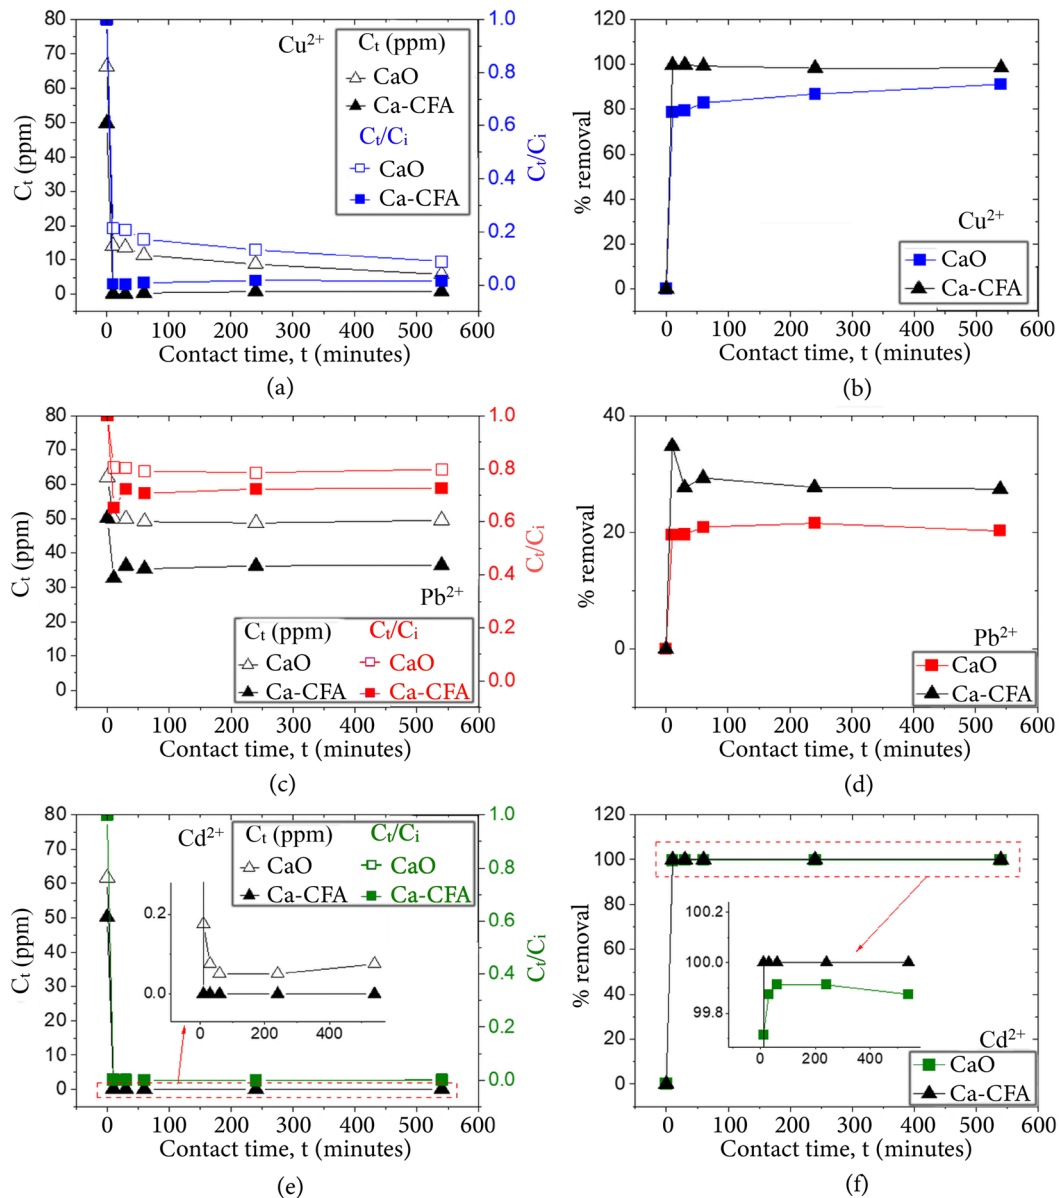 Cu²⁺
Cₜ (ppm)
CaO
Ca-CFA
Cₜ/Cᵢ
CaO
Ca-CFA
80
70
60
50
40
30
20
10
0
Cₜ (ppm)
1.0
0.8
0.6
0.4
0.2
0.0
Cₜ/Cᵢ
0 100 200 300 400 500 600
Contact time, t (minutes)
(a)
120
100
80
60
40
20
0
% removal
Cu²⁺
CaO
Ca-CFA
0 100 200 300 400 500 600
Contact time, t (minutes)
(b)
80
70
60
50
40
30
20
10
0
Cₜ (ppm)
1.0
0.8
0.6
0.4
0.2
0.0
Cₜ/Cᵢ
Pb²⁺
Cₜ (ppm) Cₜ/Cᵢ
CaO CaO
Ca-CFA Ca-CFA
0 100 200 300 400 500 600
Contact time, t (minutes)
(c)
40
30
20
0
% removal
Pb²⁺
CaO
Ca-CFA
0 100 200 300 400 500 600
Contact time, t (minutes)
(d)
80
70
60
50
40
30
20
10
0
Cₜ (ppm)
1.0
0.8
0.6
0.4
0.2
0.0
Cₜ/Cᵢ
Cd²⁺
Cₜ (ppm) Cₜ/Cᵢ
CaO CaO
Ca-CFA Ca-CFA
0.2
0.0
0 200 400
0 100 200 300 400 500 600
Contact time, t (minutes)
(e)
120
100
80
60
40
20
0
% removal
100.2
100.0
99.8
0 200 400
Cd²⁺
CaO
Ca-CFA
0 100 200 300 400 500 600
Contact time, t (minutes)
(f)